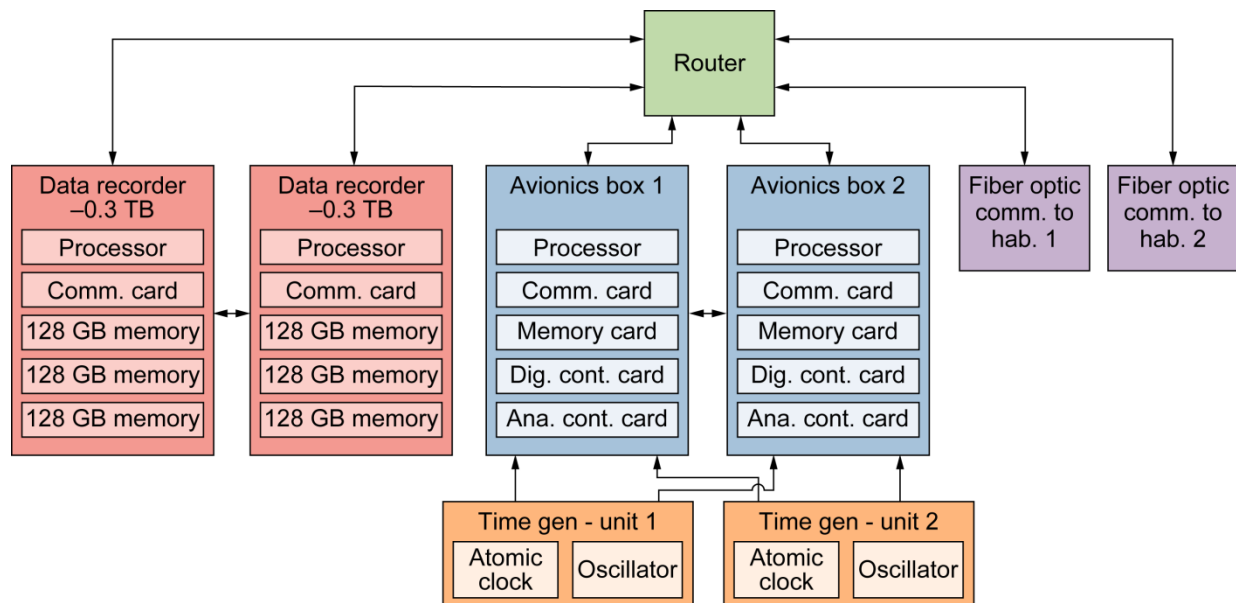 Router
Data recorder
–0.3 TB
Processor
Comm. card
128 GB memory
128 GB memory
128 GB memory
Data recorder
–0.3 TB
Processor
Comm. card
128 GB memory
128 GB memory
128 GB memory
Avionics box 1
Processor
Comm. card
Memory card
Dig. cont. card
Ana. cont. card
Avionics box 2
Processor
Comm. card
Memory card
Dig. cont. card
Ana. cont. card
Fiber optic
comm. to
hab. 1
Fiber optic
comm. to
hab. 2
Time gen - unit 1
Atomic
clock
Oscillator
Time gen - unit 2
Atomic
clock
Oscillator